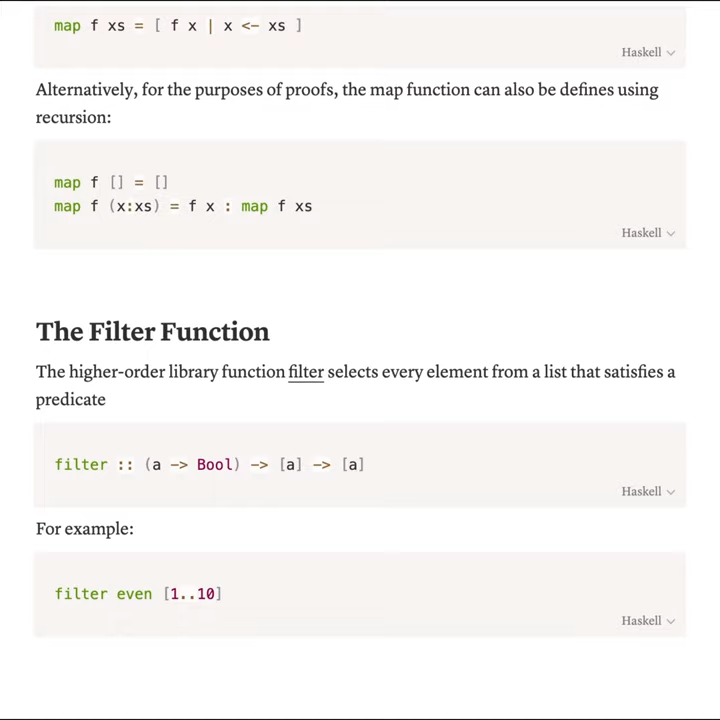 map f xs = [ f x | x <- xs ]
Haskell
Alternatively, for the purposes of proofs, the map function can also be defines using
recursion:
map f [] = []
map f (x:xs) = f x : map f xs
Haskell
The Filter Function
The higher-order library function filter selects every element from a list that satisfies a
predicate
filter :: (a -> Bool) -> [a] -> [a]
Haskell
For example:
filter even [1..10]
Haskell